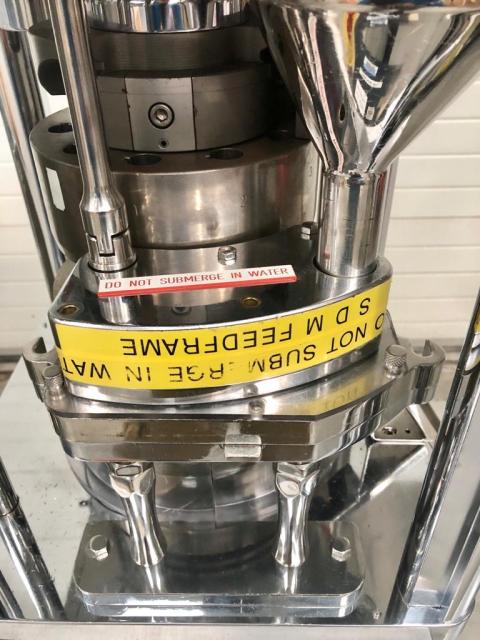 DO NOT SUBMERGE IN WATER
S D M FEEDFRAME
O NOT SUBM RGE IN WAT